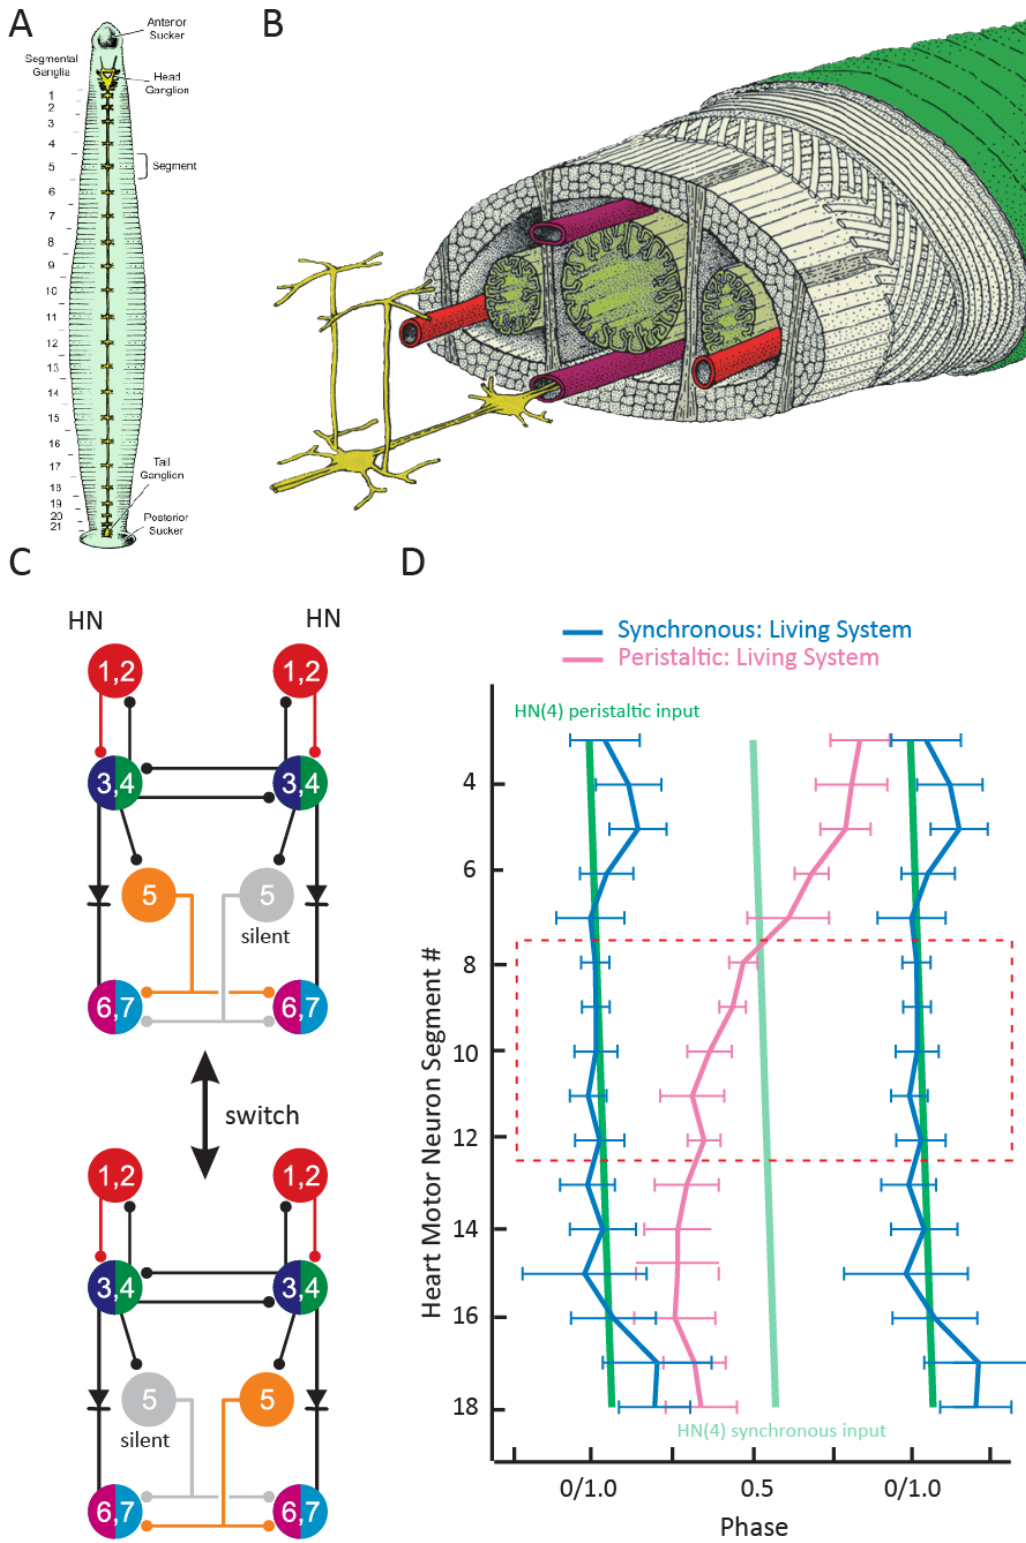 A
Anterior
Sucker
Segmental
Ganglia
Head
Ganglion
1
2
3
4
5
Segment
6
7
8
9
10
11
12
13
14
15
16
17
Tail
Ganglion
18
19
20
21
Posterior
Sucker
B
C
HN
HN
1,2
1,2
3,4
3,4
5
5
silent
6,7
6,7
switch
1,2
1,2
3,4
3,4
5
5
silent
6,7
6,7
D
Synchronous: Living System
Peristaltic: Living System
HN(4) peristaltic input
4
6
8
10
12
14
16
18
Heart Motor Neuron Segment #
HN(4) synchronous input
0/1.0
0.5
0/1.0
Phase